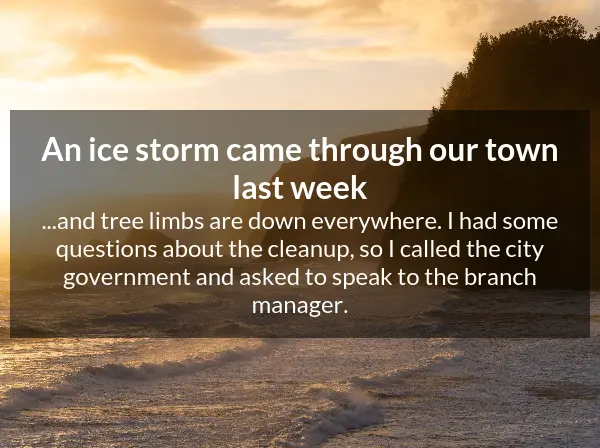 An ice storm came through our town
last week
...and tree limbs are down everywhere. I had some
questions about the cleanup, so I called the city
government and asked to speak to the branch
manager.